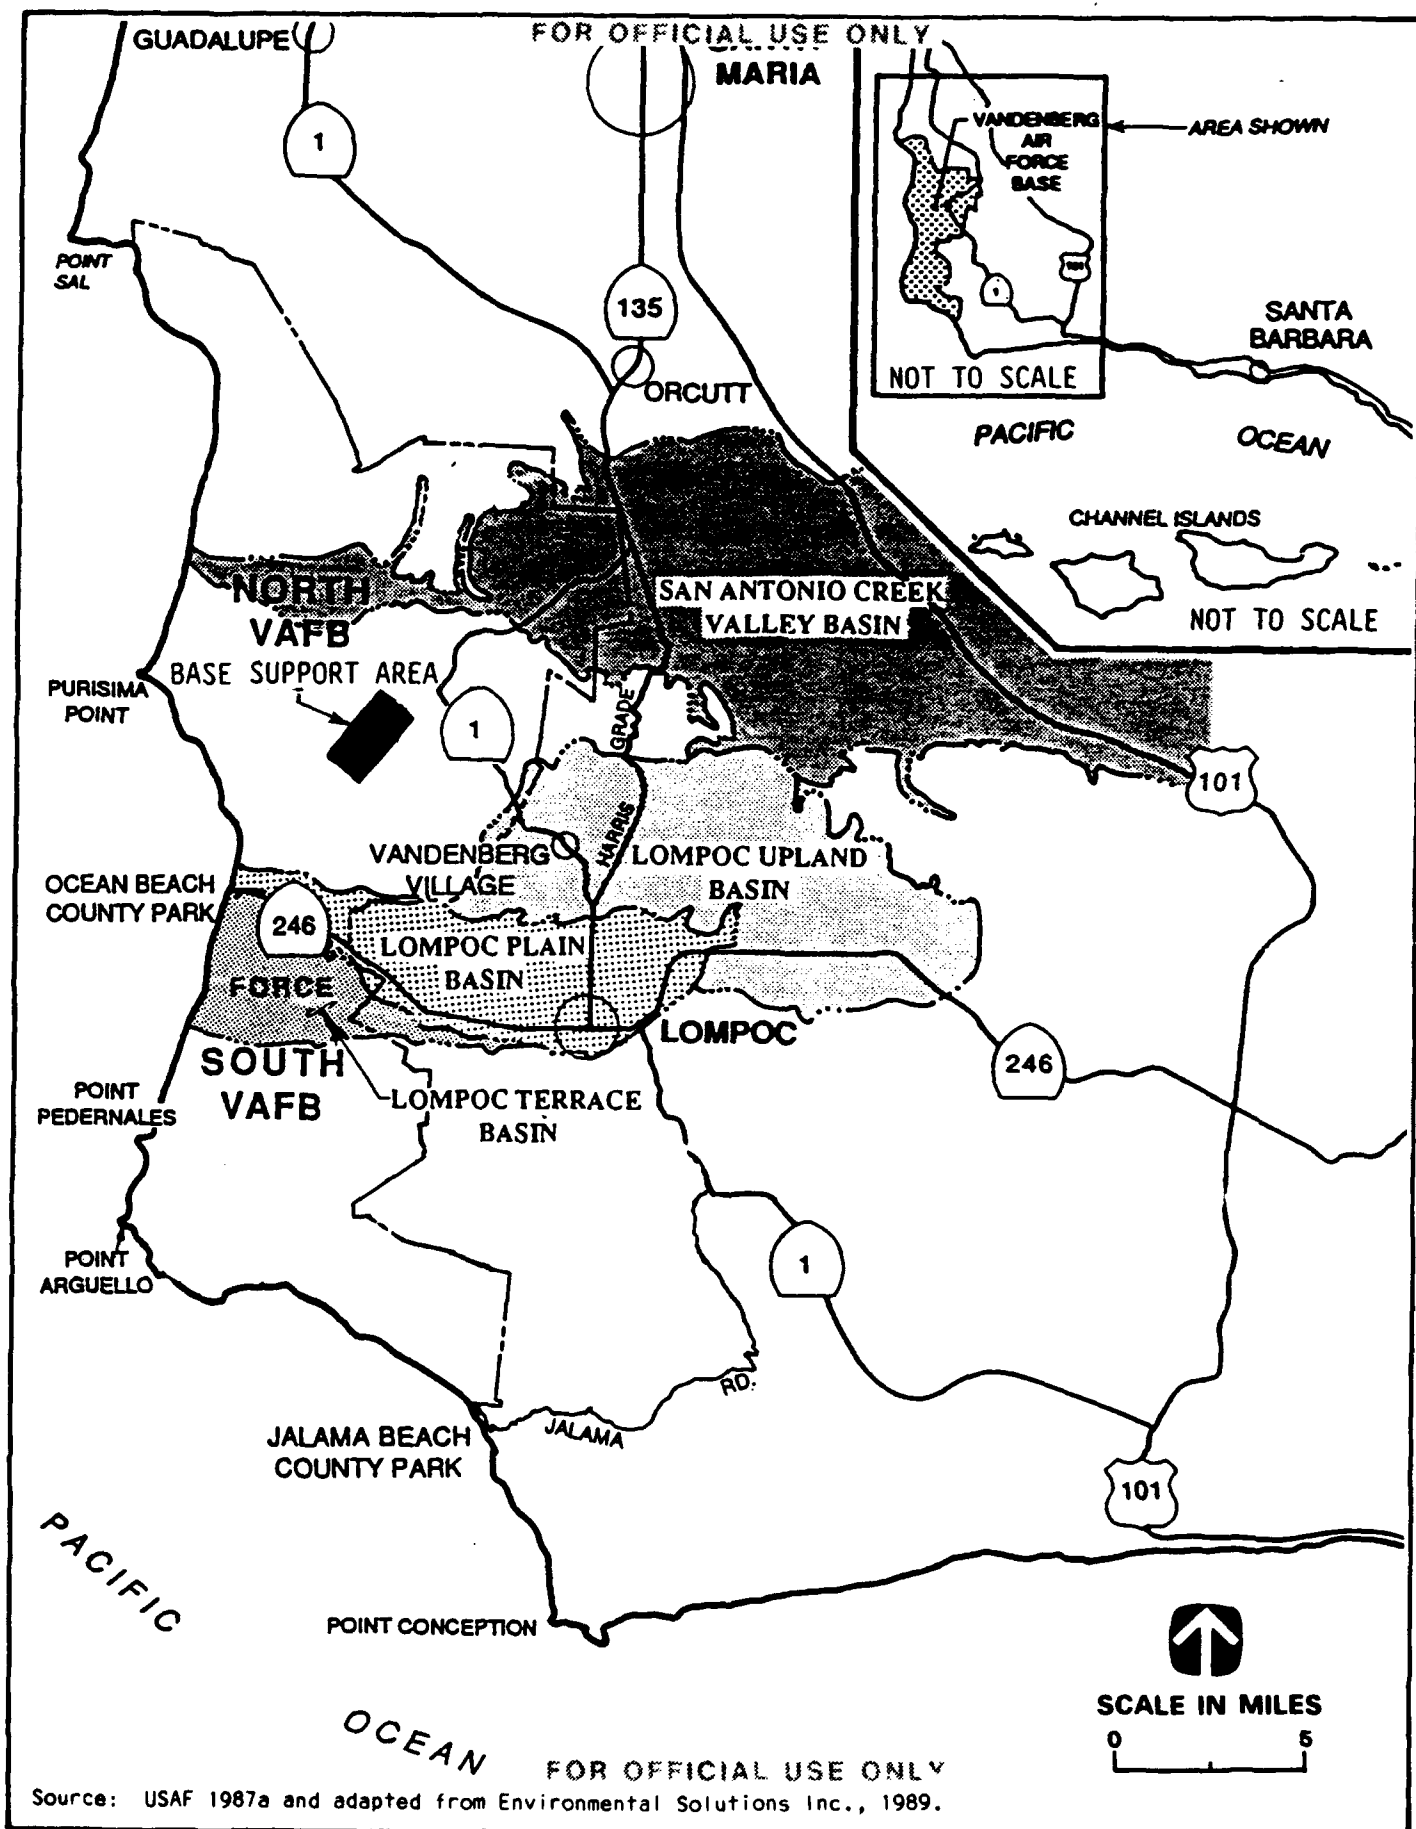 FOR OFFICIAL USE ONLY
GUADALUPE
MARIA
1
VANDENBERG
AIR
FORCE
BASE
AREA SHOWN
POINT
SAL
135
101
1
SANTA
BARBARA
NOT TO SCALE
ORCUTT
PACIFIC
OCEAN
CHANNEL ISLANDS
NOT TO SCALE
NORTH
VAFB
SAN ANTONIO CREEK
VALLEY BASIN
BASE SUPPORT AREA
PURISIMA
POINT
1
GRADE
HARRIS
101
VANDENBERG
VILLAGE
LOMPOC UPLAND
BASIN
OCEAN BEACH
COUNTY PARK
246
LOMPOC PLAIN
BASIN
FORCE
LOMPOC
SOUTH
VAFB
246
POINT
PEDERNALES
LOMPOC TERRACE
BASIN
POINT
ARGUELLO
1
RD.
JALAMA
JALAMA BEACH
COUNTY PARK
101
PACIFIC
POINT CONCEPTION
SCALE IN MILES
0 5
OCEAN
FOR OFFICIAL USE ONLY
Source: USAF 1987a and adapted from Environmental Solutions Inc., 1989.